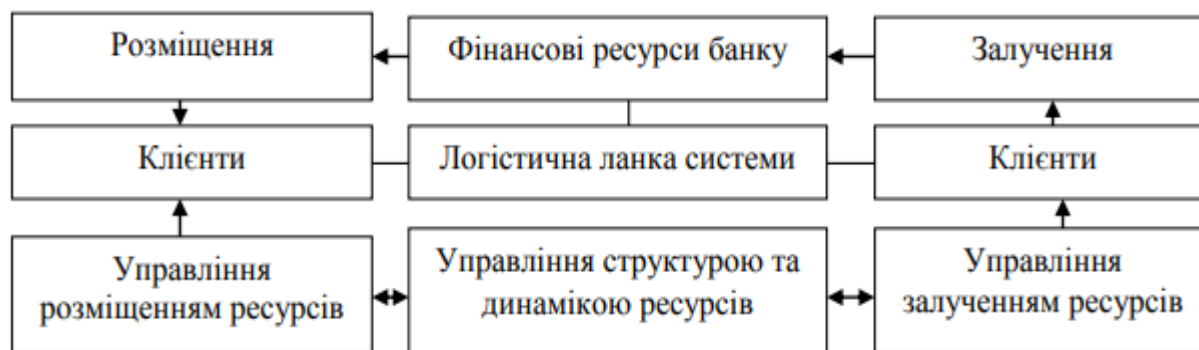 Розміщення
Фінансові ресурси банку
Залучення
Клієнти
Логістична ланка системи
Клієнти
Управління
розміщенням ресурсів
Управління структурою та
динамікою ресурсів
Управління
залученням ресурсів